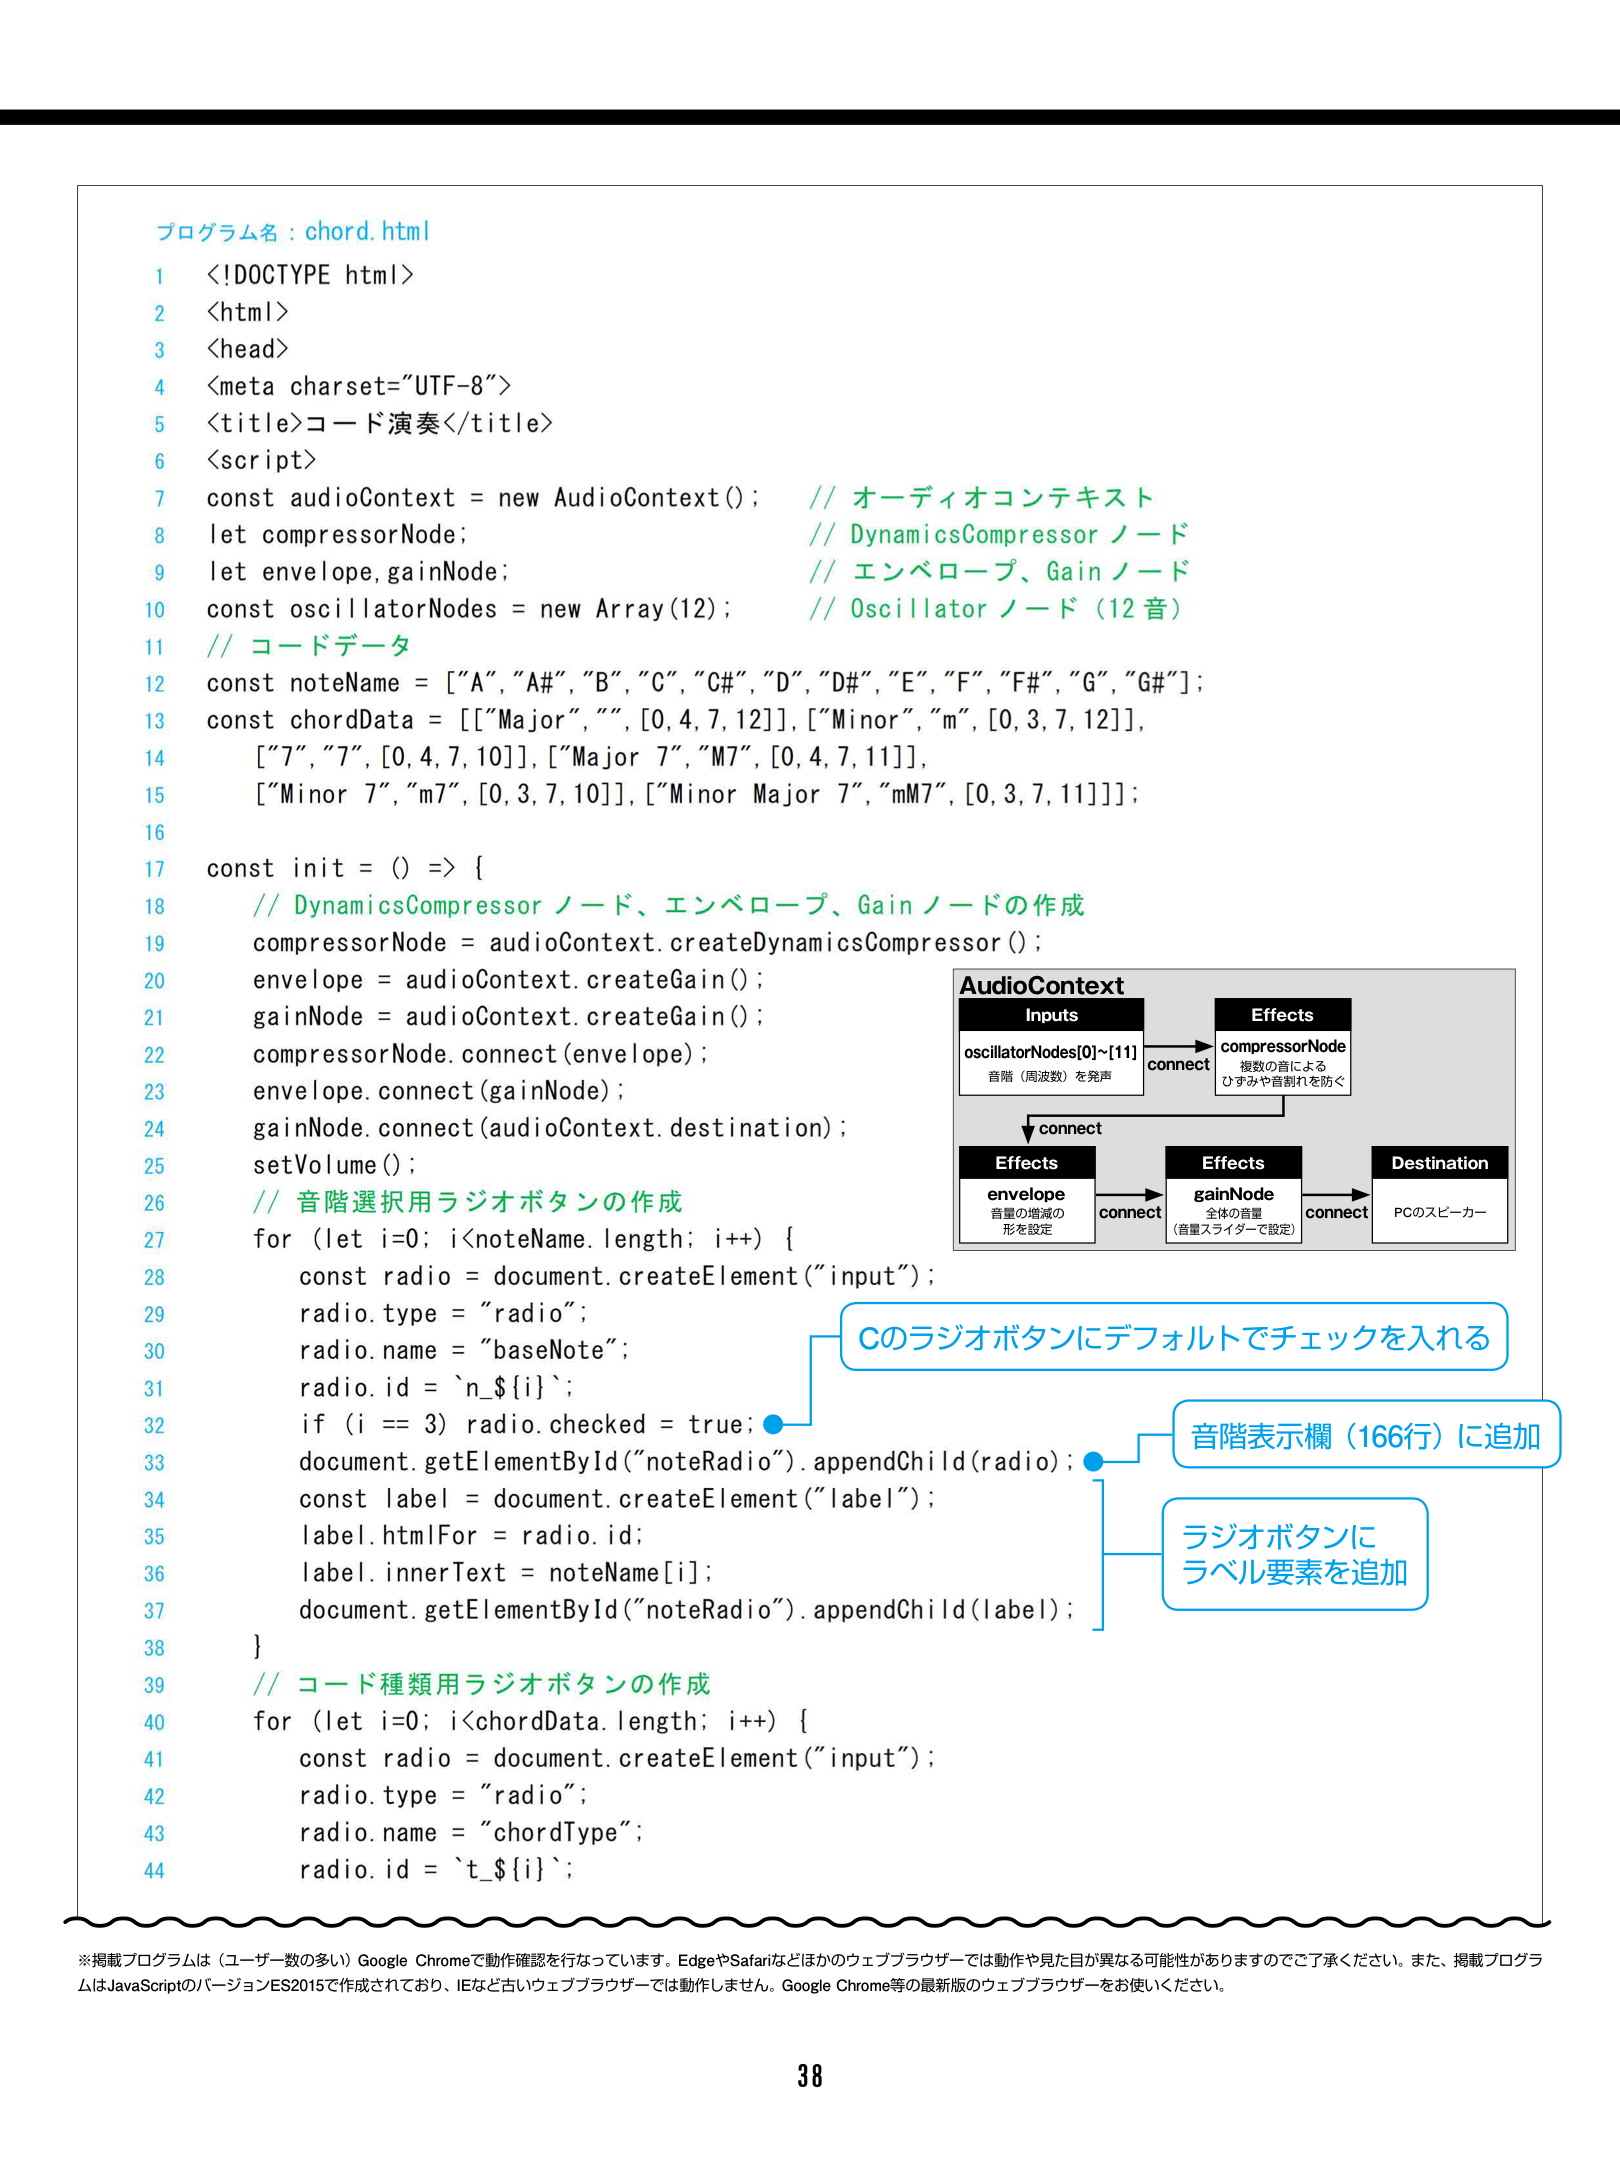 プログラム名：chord.html
1 <!DOCTYPE html>
2 <html>
3 <head>
4 <meta charset="UTF-8">
5 <title>コード演奏</title>
6 <script>
7 const audioContext = new AudioContext(); // オーディオコンテキスト
8 let compressorNode; // DynamicsCompressor ノード
9 let envelope,gainNode; // エンベロープ、Gain ノード
10 const oscillatorNodes = new Array(12); // Oscillator ノード（12 音）
11 // コードデータ
12 const noteName = ["A","A#","B","C","C#","D","D#","E","F","F#","G","G#"];
13 const chordData = [["Major","",[0,4,7,12]],["Minor","m",[0,3,7,12]],
14 ["7","7",[0,4,7,10]],["Major 7","M7",[0,4,7,11]],
15 ["Minor 7","m7",[0,3,7,10]],["Minor Major 7","mM7",[0,3,7,11]]];
16
17 const init = () => {
18 // DynamicsCompressor ノード、エンベロープ、Gain ノードの作成
19 compressorNode = audioContext.createDynamicsCompressor();
20 envelope = audioContext.createGain();
21 gainNode = audioContext.createGain();
22 compressorNode.connect(envelope);
23 envelope.connect(gainNode);
24 gainNode.connect(audioContext.destination);
25 setVolume();
26 // 音階選択用ラジオボタンの作成
27 for (let i=0; i<noteName.length; i++) {
28 const radio = document.createElement("input");
29 radio.type = "radio";
30 radio.name = "baseNote";
31 radio.id = `n_${i}`;
32 if (i == 3) radio.checked = true;
33 document.getElementById("noteRadio").appendChild(radio);
34 const label = document.createElement("label");
35 label.htmlFor = radio.id;
36 label.innerText = noteName[i];
37 document.getElementById("noteRadio").appendChild(label);
38 }
39 // コード種類用ラジオボタンの作成
40 for (let i=0; i<chordData.length; i++) {
41 const radio = document.createElement("input");
42 radio.type = "radio";
43 radio.name = "chordType";
44 radio.id = `t_${i}`;
AudioContext
Inputs
oscillatorNodes[0]~[11]
音階（周波数）を発声
connect
Effects
compressorNode
複数の音による
ひずみや音割れを防ぐ
connect
Effects
envelope
音量の増減の
形を設定
connect
Effects
gainNode
全体の音量
（音量スライダーで設定）
connect
Destination
PCのスピーカー
Cのラジオボタンにデフォルトでチェックを入れる
音階表示欄（166行）に追加
ラジオボタンに
ラベル要素を追加
※掲載プログラムは（ユーザー数の多い）Google Chromeで動作確認を行なっています。EdgeやSafariなどほかのウェブブラウザーでは動作や見た目が異なる可能性がありますのでご了承ください。また、掲載プログラ
ムはJavaScriptのバージョンES2015で作成されており、IEなど古いウェブブラウザーでは動作しません。Google Chrome等の最新版のウェブブラウザーをお使いください。
38